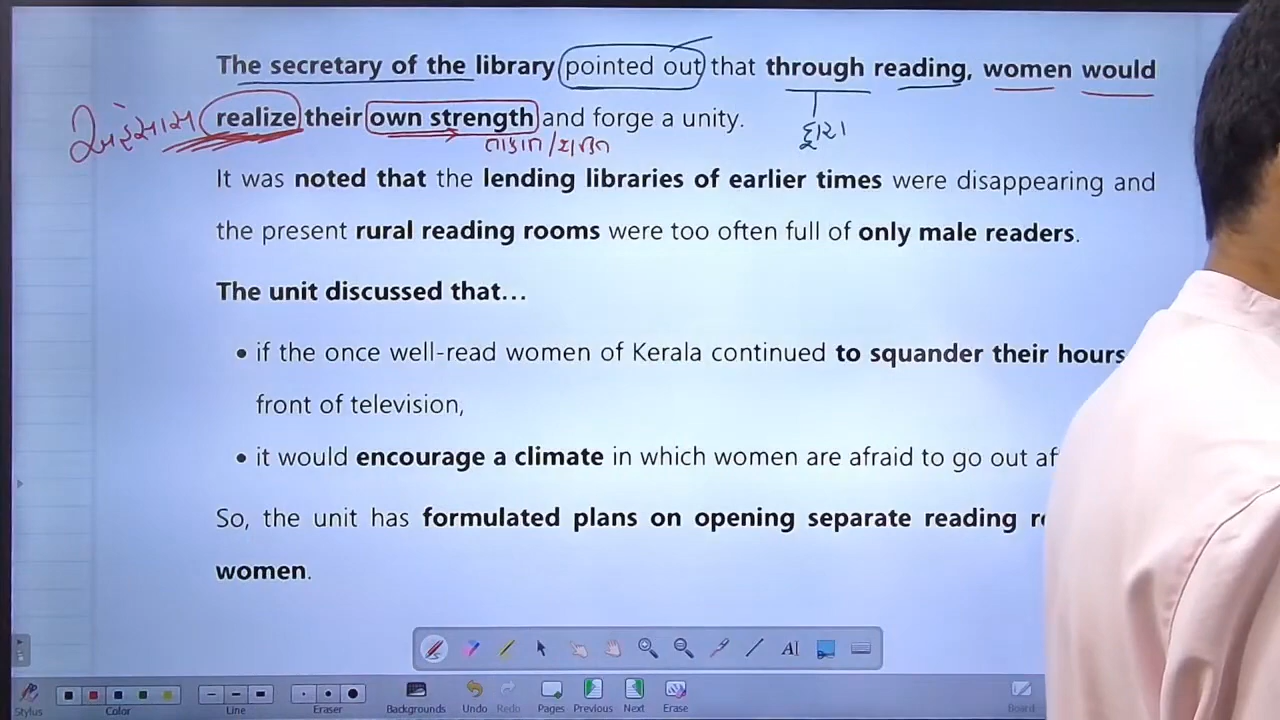 The secretary of the library pointed out that through reading, women would
realize their own strength and forge a unity.
દ્વારા
તાકાત / શક્તિ
It was noted that the lending libraries of earlier times were disappearing and
the present rural reading rooms were too often full of only male readers.
The unit discussed that...
• if the once well-read women of Kerala continued to squander their hours
front of television,
• it would encourage a climate in which women are afraid to go out af
So, the unit has formulated plans on opening separate reading
women.
AI
Stylus
Color
Line
Eraser
Backgrounds
Undo
Redo
Pages
Previous
Next
Erase
Board